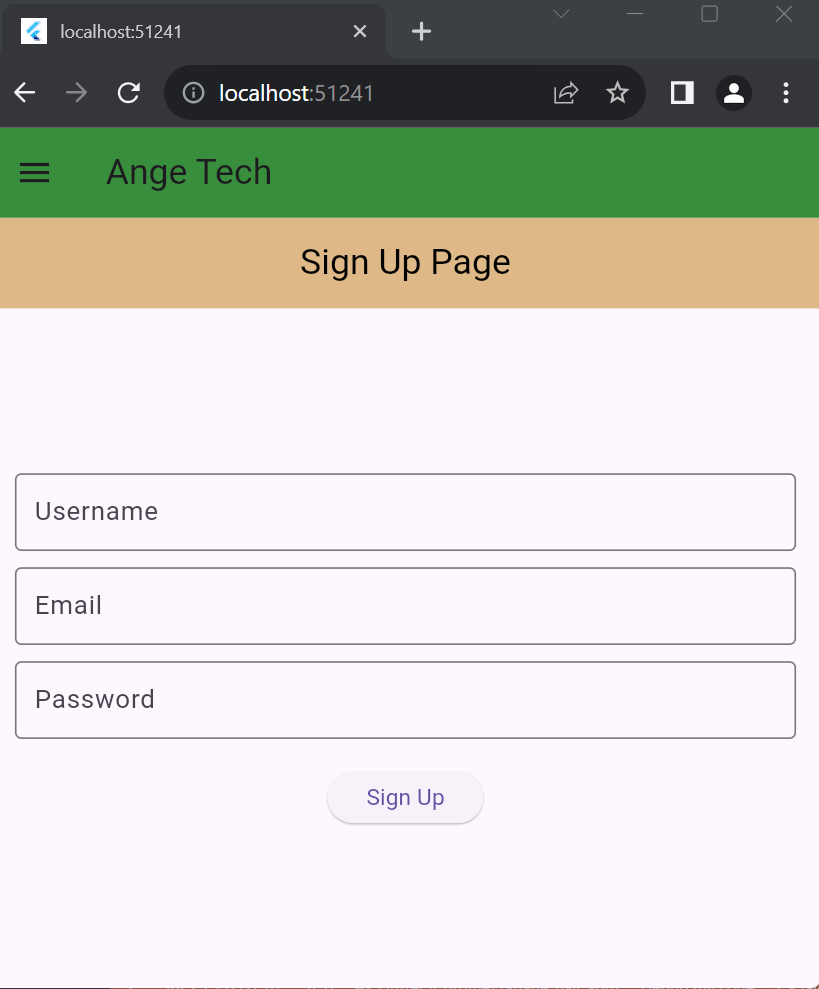 localhost:51241
localhost:51241
Ange Tech
Sign Up Page
Username
Email
Password
Sign Up